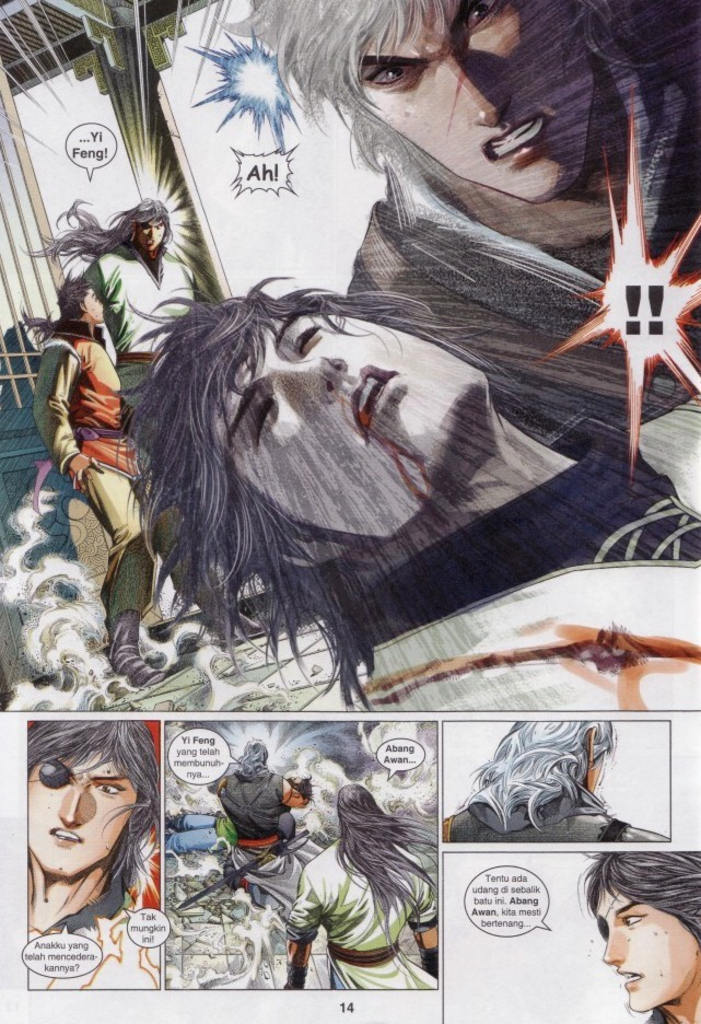 ...Yi
Feng!
Ah!
!!
Anakku yang
telah mencedera-
kannya?
Tak
mungkin
ini!
Yi Feng
yang telah
membunuh-
nya...
Abang
Awan...
Tentu ada
udang di sebalik
batu ini. Abang
Awan, kita mesti
bertenang...
14